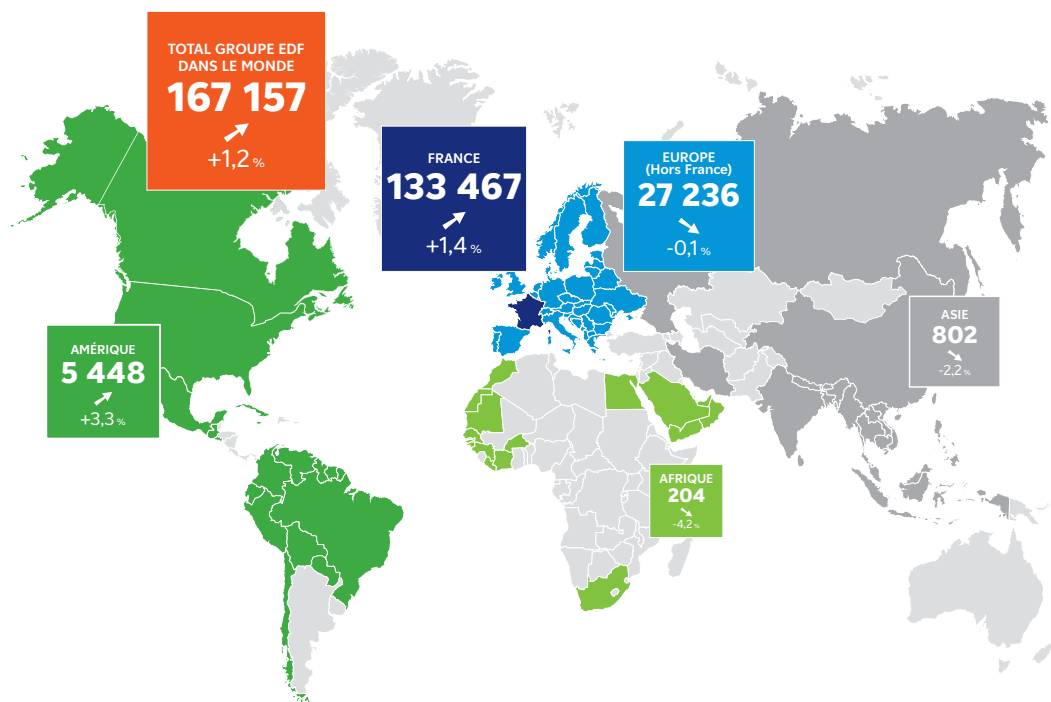 TOTAL GROUPE EDF
DANS LE MONDE
167 157
+1,2 %
FRANCE
133 467
+1,4 %
EUROPE
(Hors France)
27 236
-0,1 %
AMÉRIQUE
5 448
+3,3 %
ASIE
802
-2,2 %
AFRIQUE
204
-4,2 %